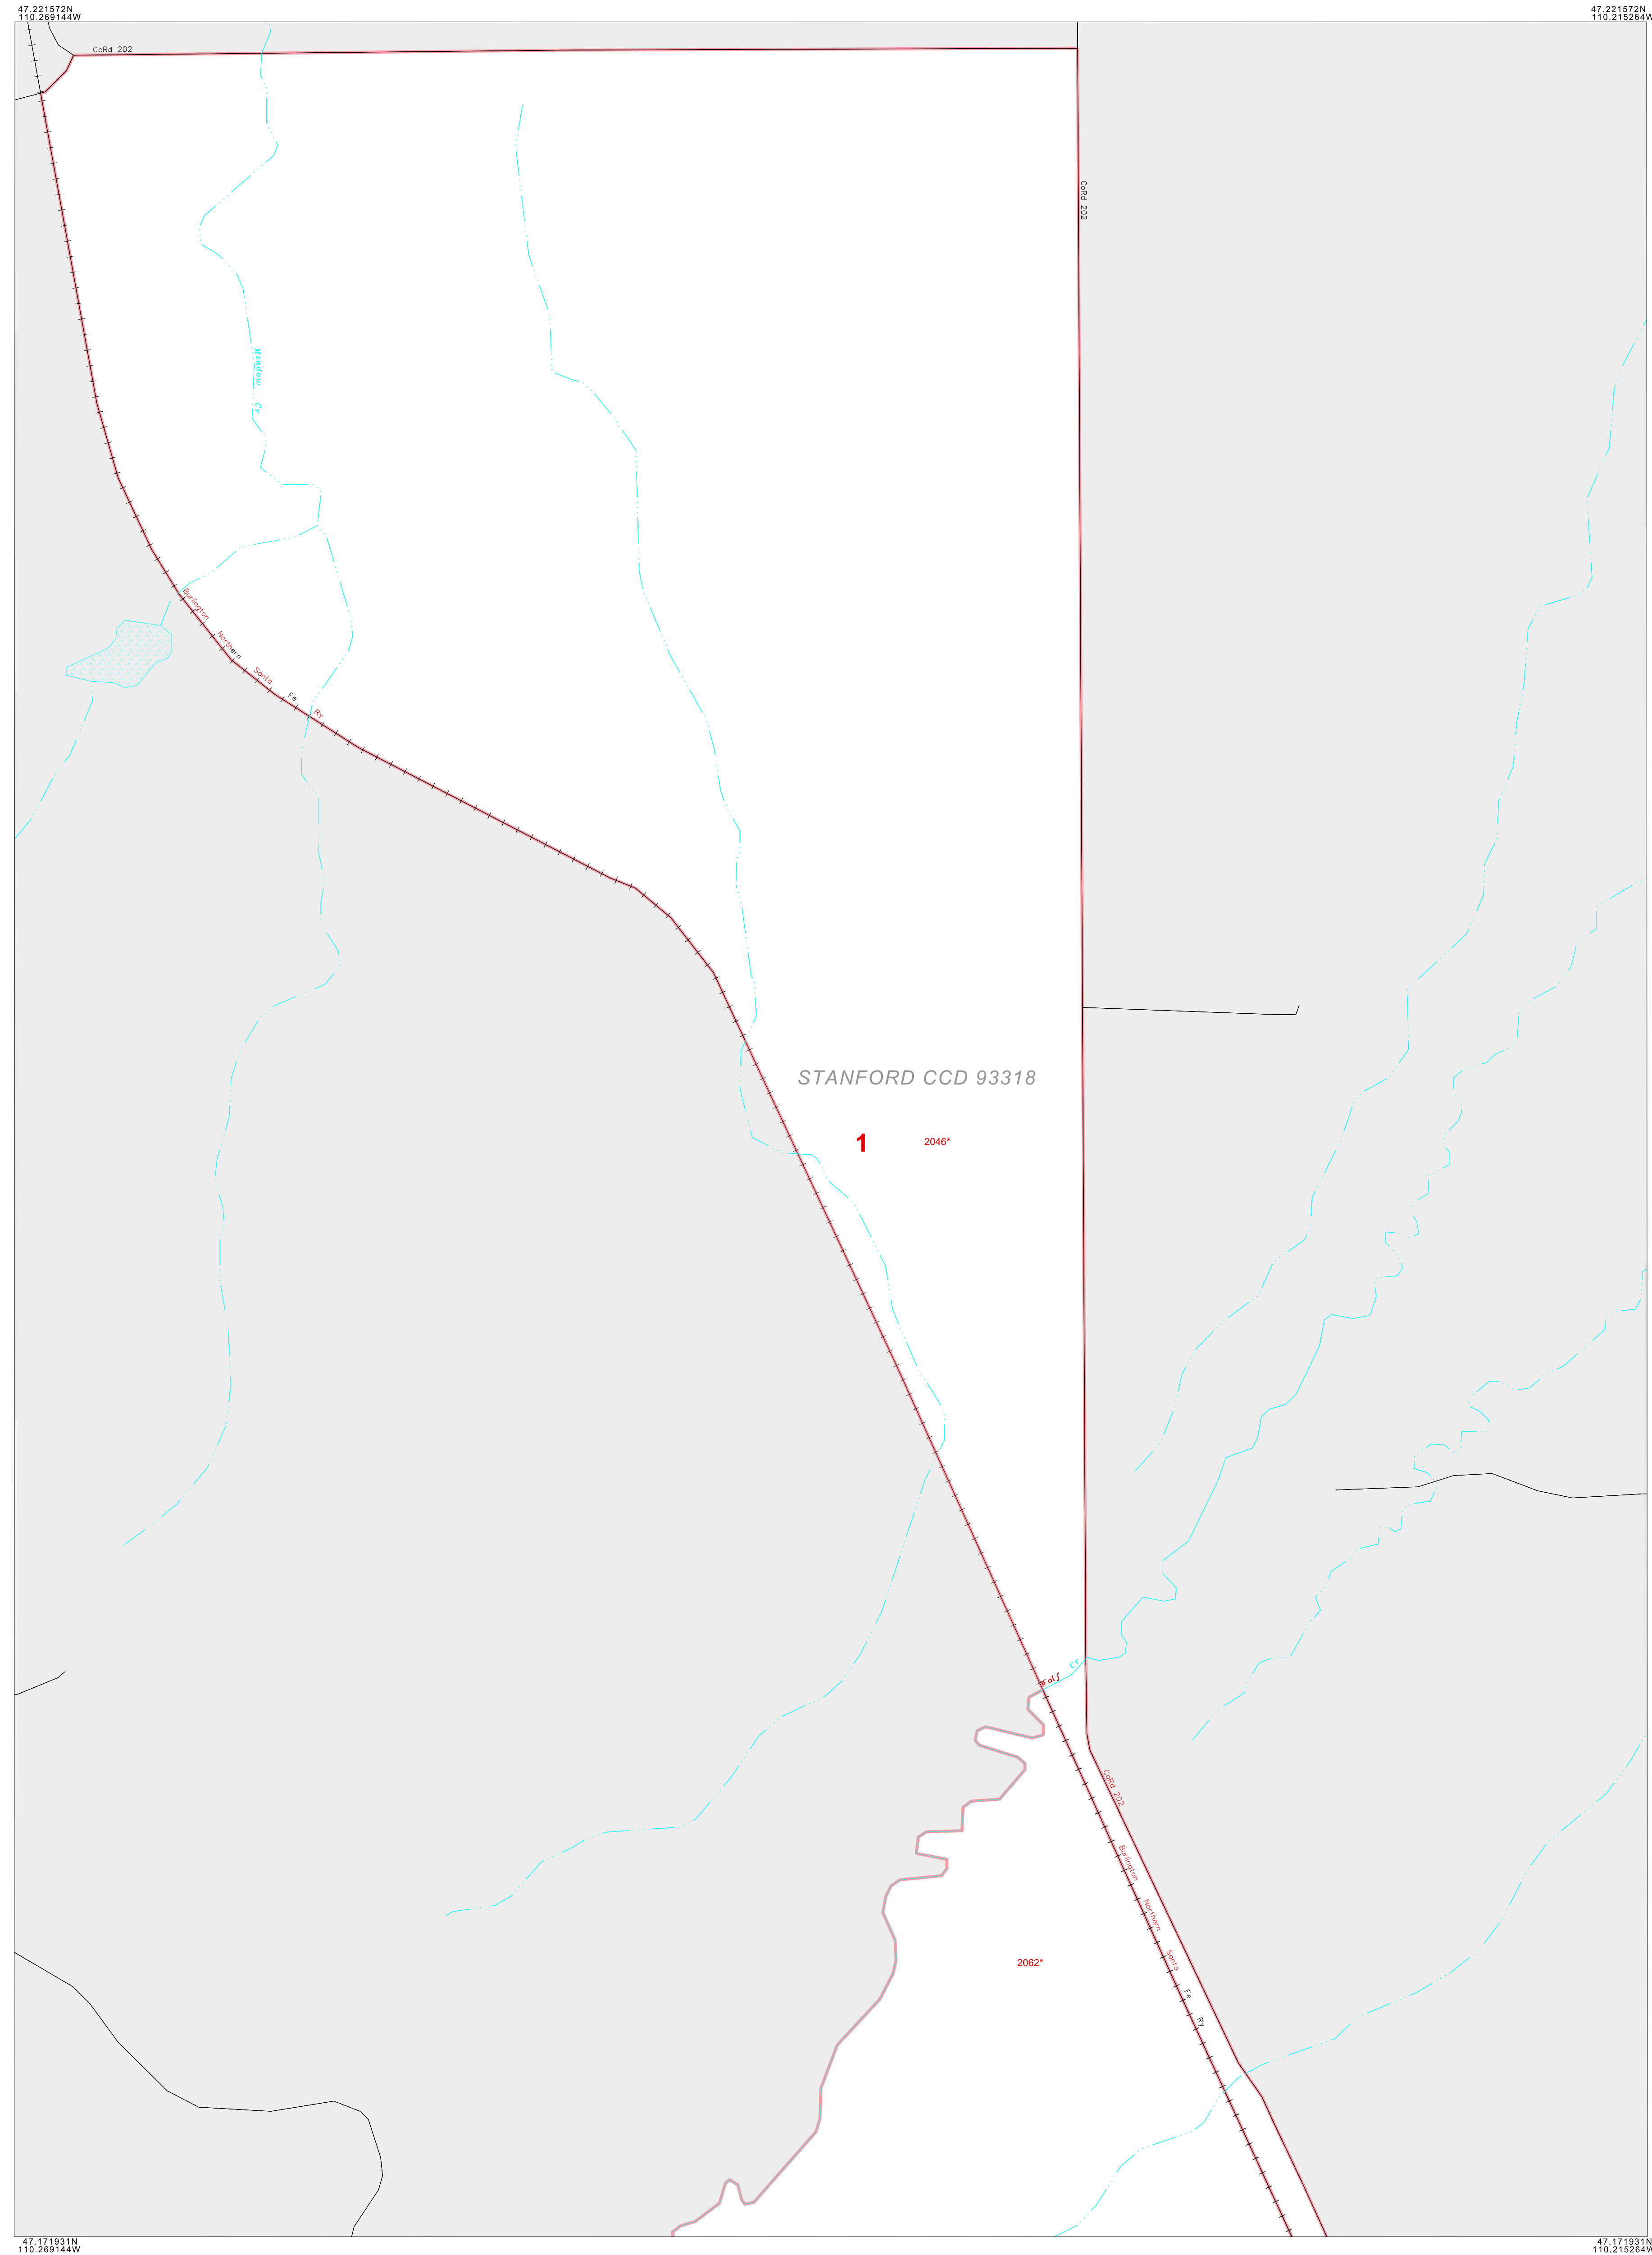 47.221572N
110.269144W
47.221572N
110.215264W
CoRd 202
CoRd 202
Meadow Cr
Burlington Northern Santa Fe Ry
STANFORD CCD 93318
1 2046*
Wolf Cr
CoRd 202
Burlington Northern Santa Fe Ry
2062*
47.171931N
110.269144W
47.171931N
110.215264W